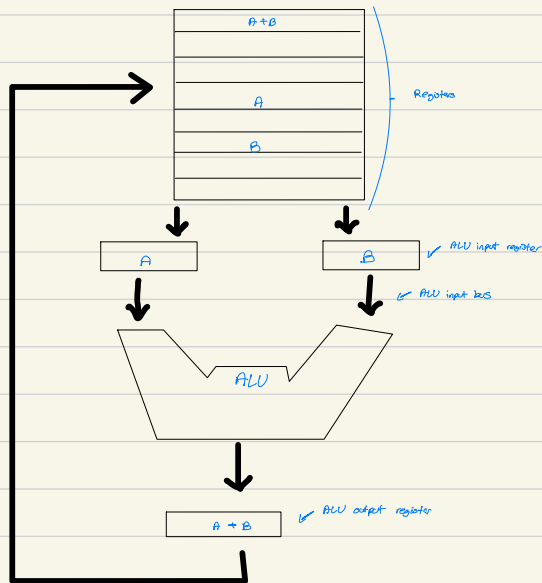 A+B
A
Registers
B
A
B
ALU input register
ALU input bus
ALU
A + B
ALU output register